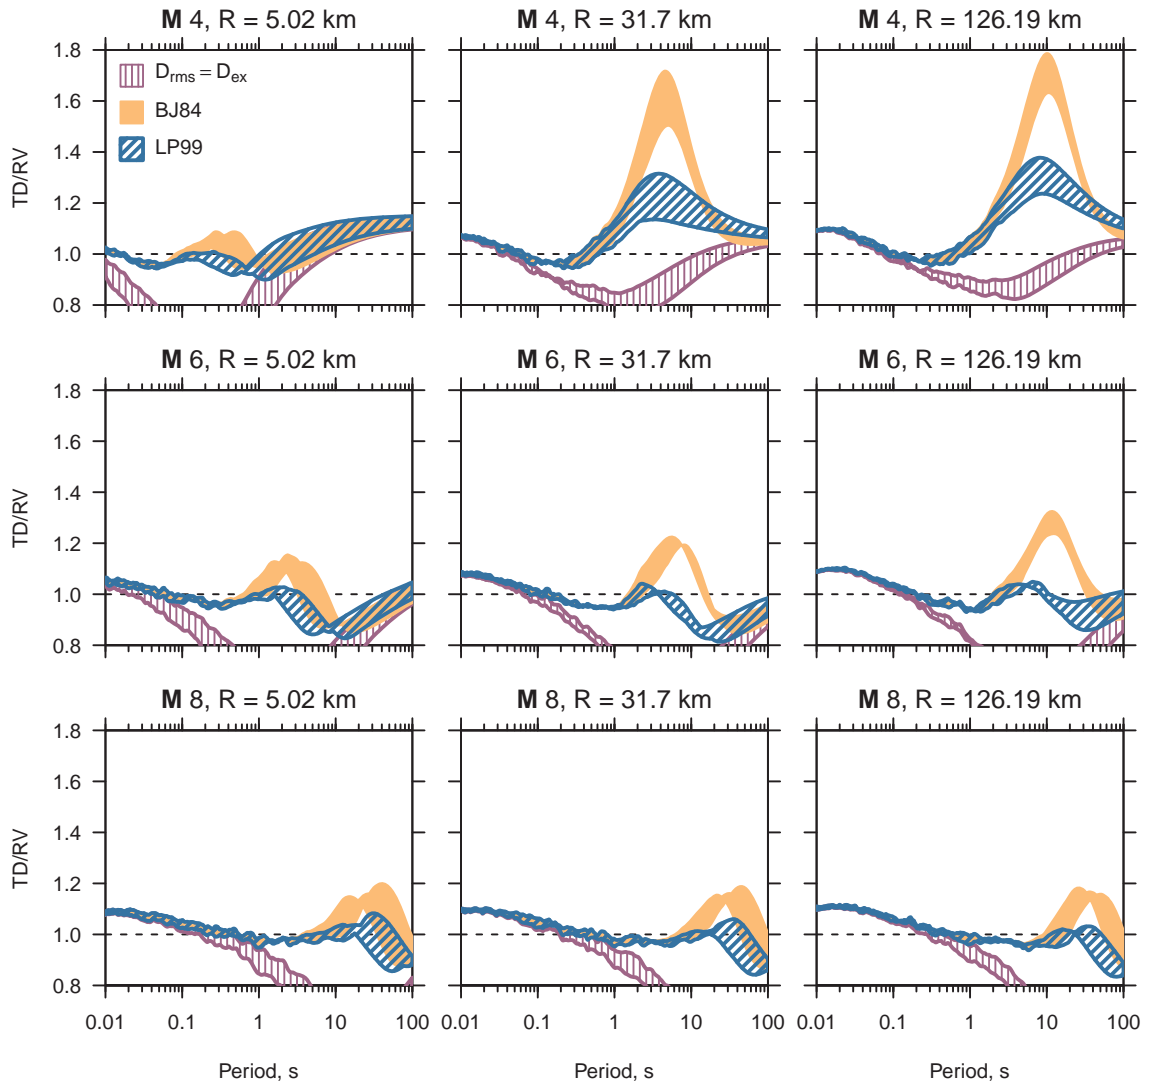 M 4, R = 5.02 km
M 4, R = 31.7 km
M 4, R = 126.19 km
1.8
1.6
1.4
1.2
1.0
0.8
TD/RV
Drms = Dex
BJ84
LP99
M 6, R = 5.02 km
M 6, R = 31.7 km
M 6, R = 126.19 km
1.8
1.6
1.4
1.2
1.0
0.8
TD/RV
M 8, R = 5.02 km
M 8, R = 31.7 km
M 8, R = 126.19 km
1.8
1.6
1.4
1.2
1.0
0.8
TD/RV
0.01 0.1 1 10 100
0.01 0.1 1 10 100
0.01 0.1 1 10 100
Period, s
Period, s
Period, s